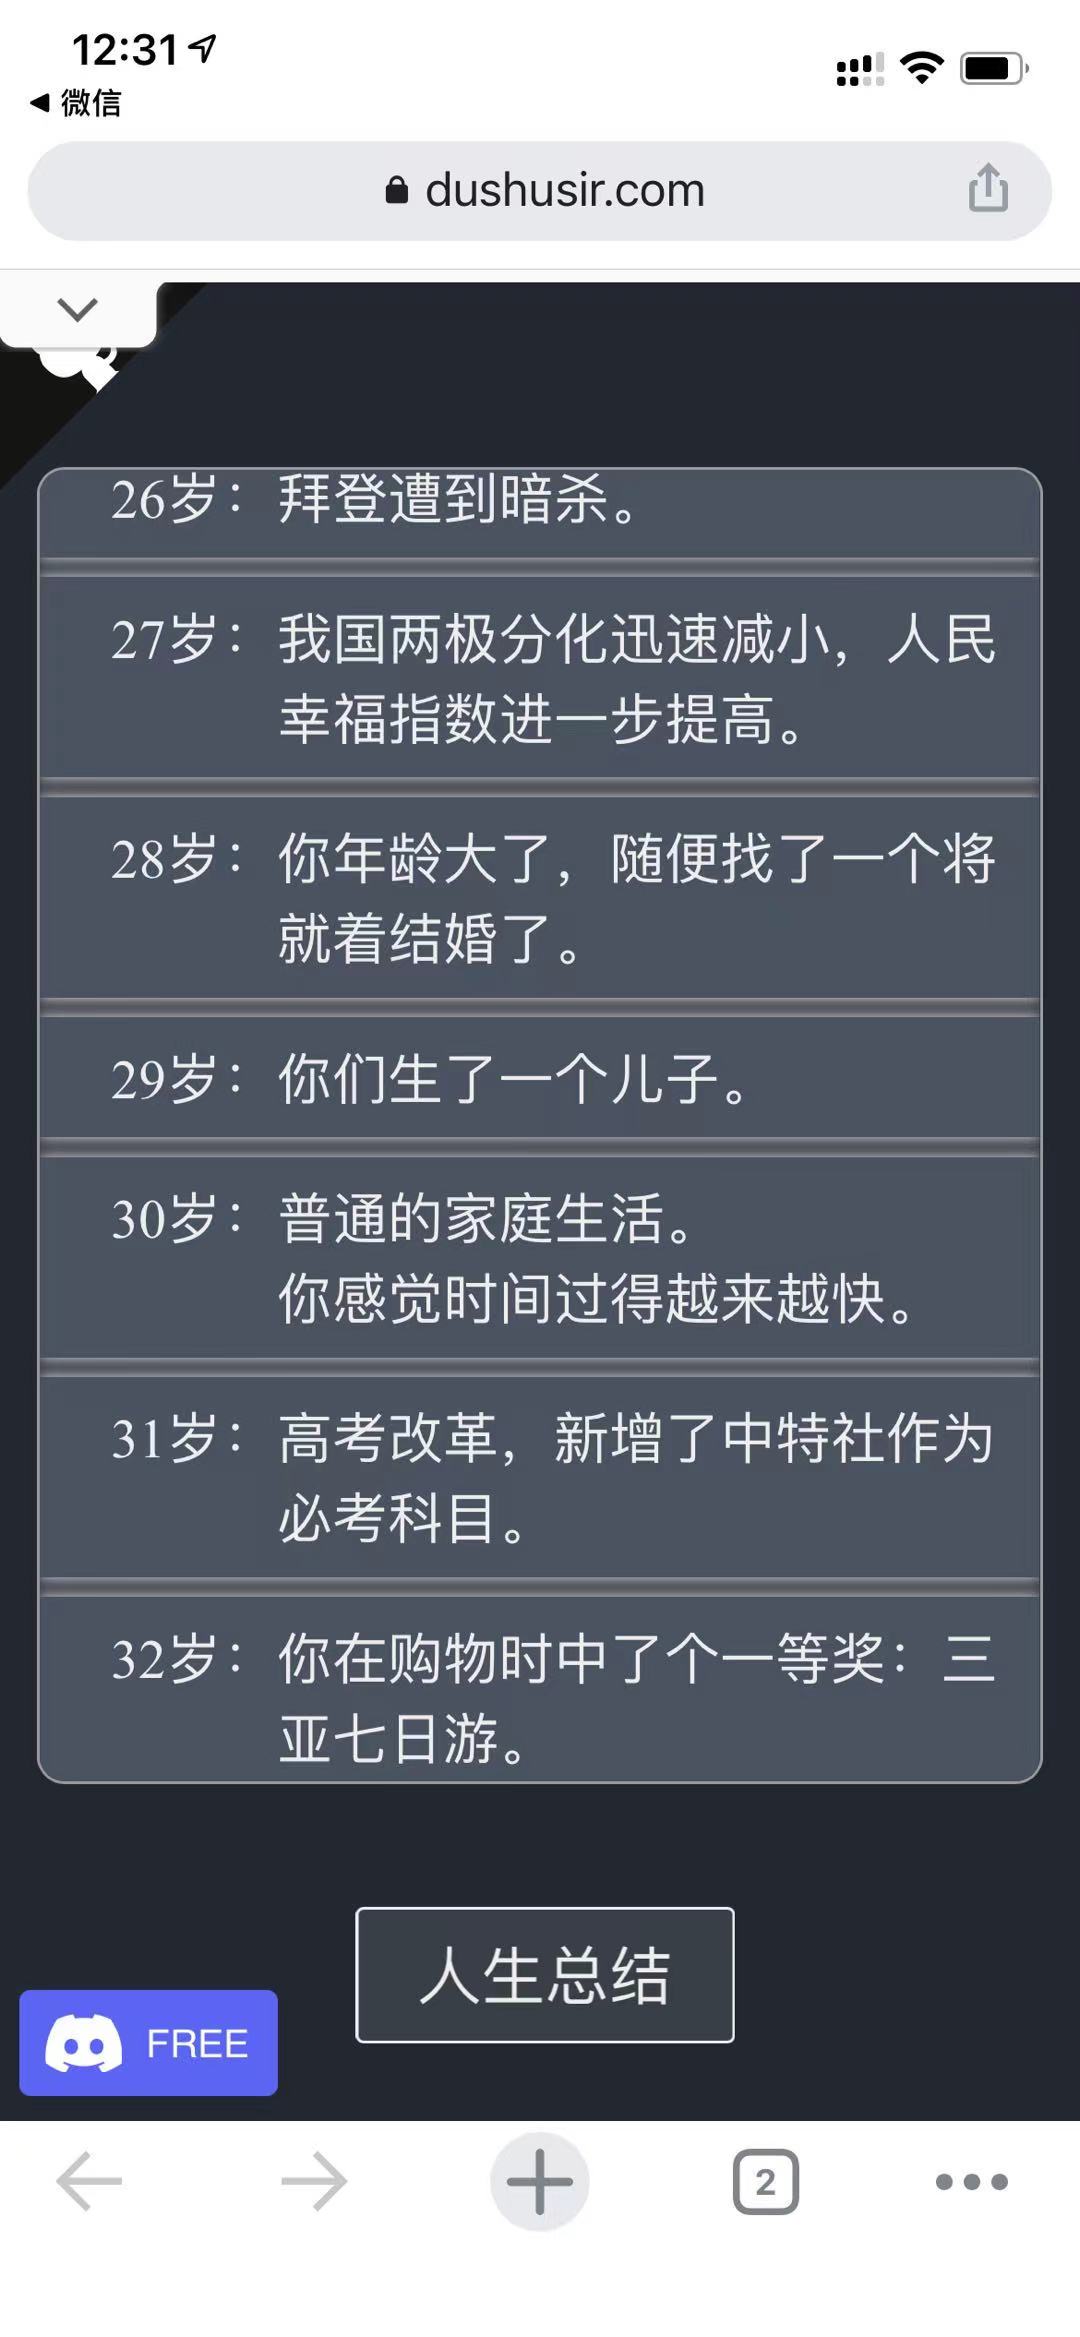 12:31
微信
dushusir.com
26岁：拜登遭到暗杀。
27岁：我国两极分化迅速减小，人民
幸福指数进一步提高。
28岁：你年龄大了，随便找了一个将
就着结婚了。
29岁：你们生了一个儿子。
30岁：普通的家庭生活。
你感觉时间过得越来越快。
31岁：高考改革，新增了中特社作为
必考科目。
32岁：你在购物时中了个一等奖：三
亚七日游。
人生总结
FREE
2